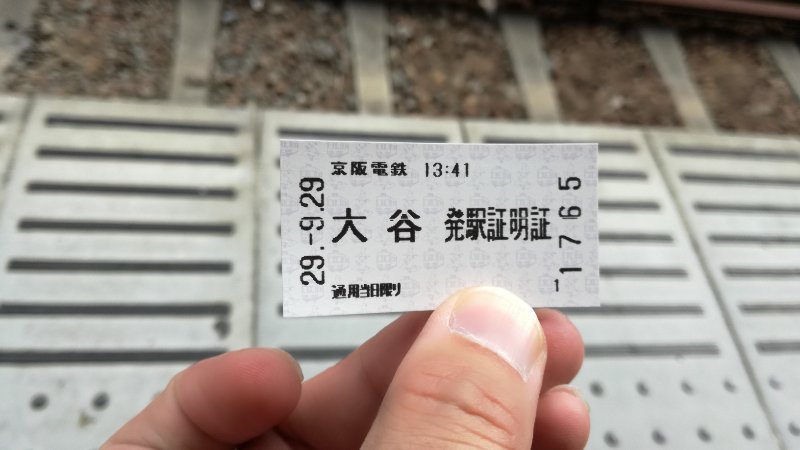 京阪電鉄 13:41
29.-9.29
大谷 発駅証明証
通用当日限り
1765